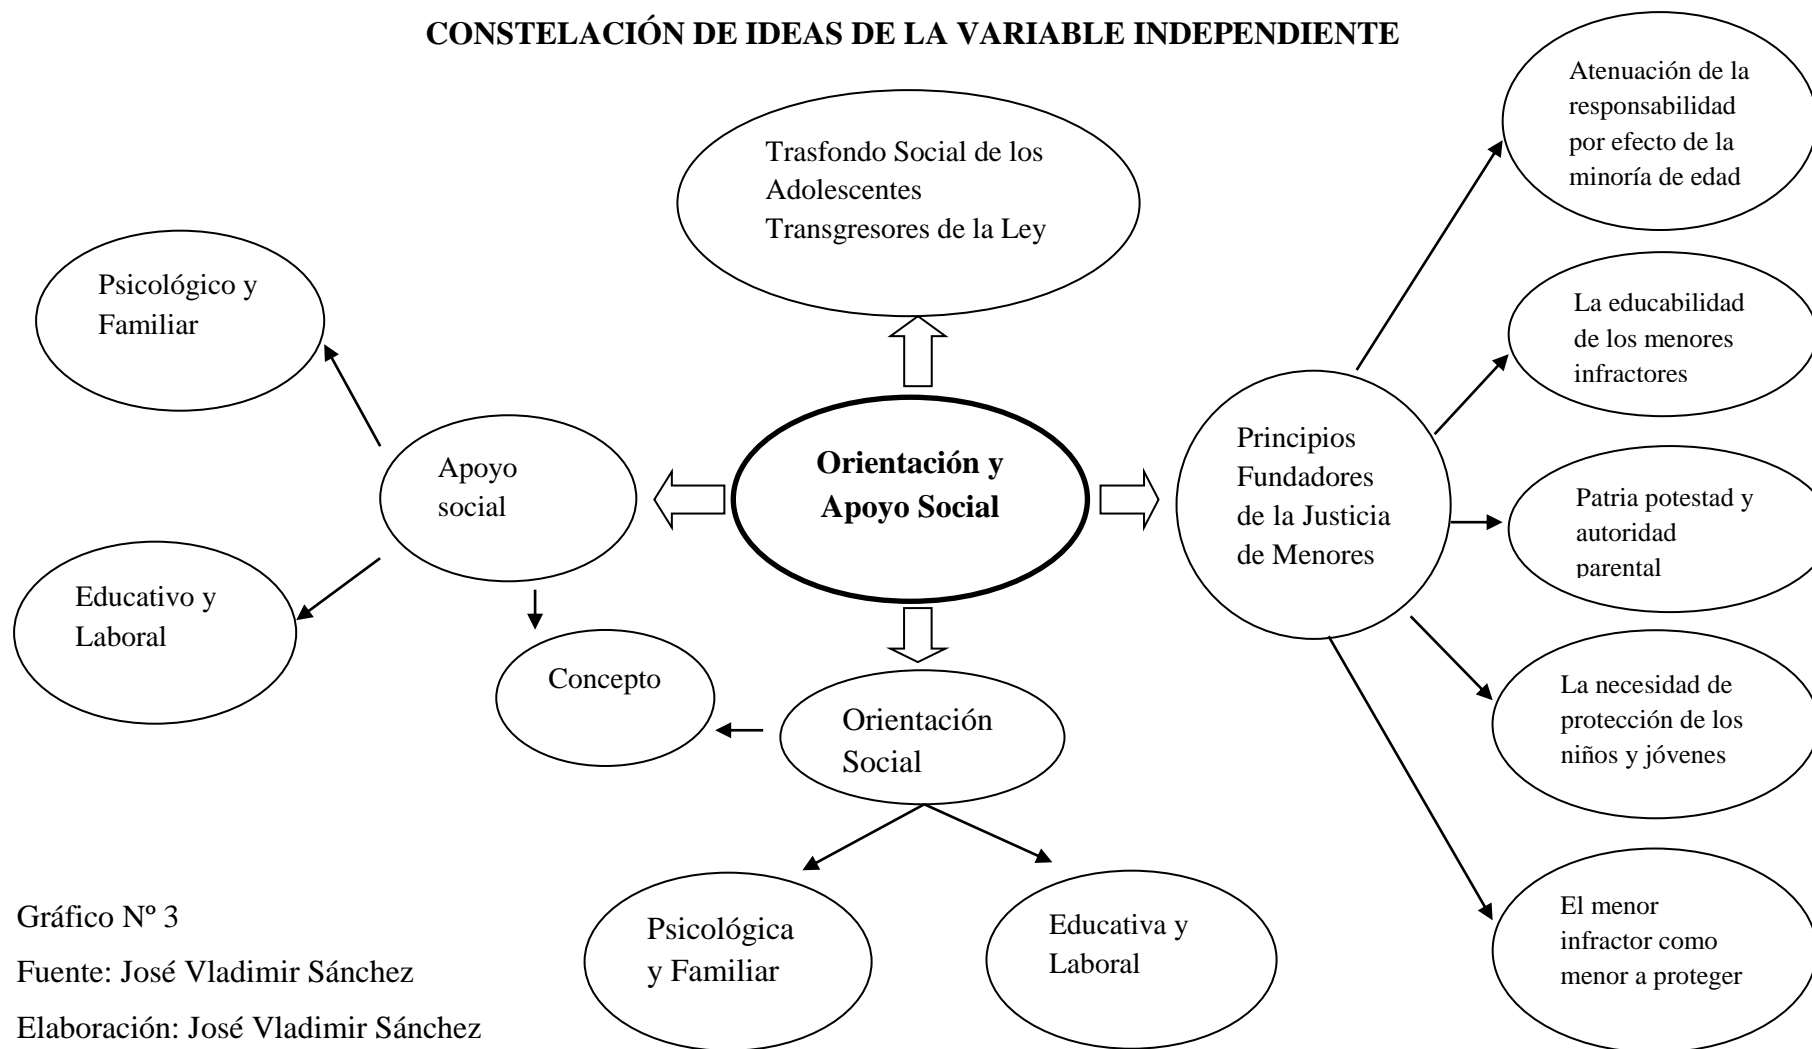 CONSTELACIÓN DE IDEAS DE LA VARIABLE INDEPENDIENTE
Trasfondo Social de los
Adolescentes
Transgresores de la Ley
Psicológico y
Familiar
Apoyo
social
Educativo y
Laboral
Concepto
Orientación y
Apoyo Social
Orientación
Social
Psicológica
y Familiar
Educativa y
Laboral
Principios
Fundadores
de la Justicia
de Menores
Atenuación de la
responsabilidad
por efecto de la
minoría de edad
La educabilidad
de los menores
infractores
Patria potestad y
autoridad
parental
La necesidad de
protección de los
niños y jóvenes
El menor
infractor como
menor a proteger
Gráfico Nº 3
Fuente: José Vladimir Sánchez
Elaboración: José Vladimir Sánchez